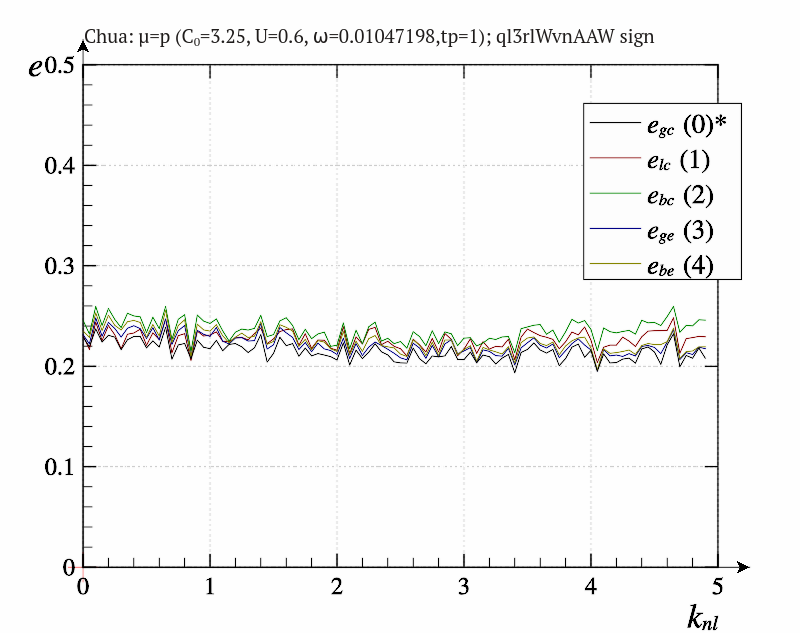 Chua: μ=p (C₀=3.25, U=0.6, ω=0.01047198,tp=1); ql3rlWvnAAW sign
e
0.5
e_gc (0)*
e_lc (1)
e_bc (2)
e_ge (3)
e_be (4)
0.4
0.3
0.2
0.1
0
0 1 2 3 4 5
k_nl